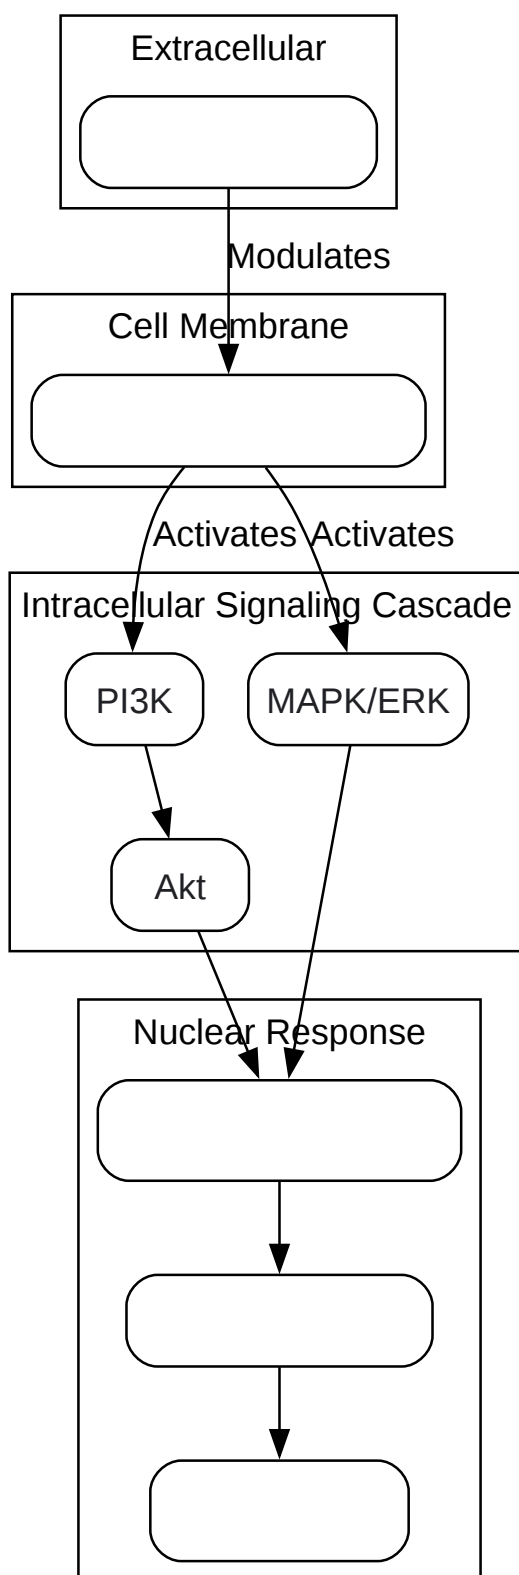 Extracellular
Modulates
Cell Membrane
Activates
Activates
Intracellular Signaling Cascade
PI3K
MAPK/ERK
Akt
Nuclear Response